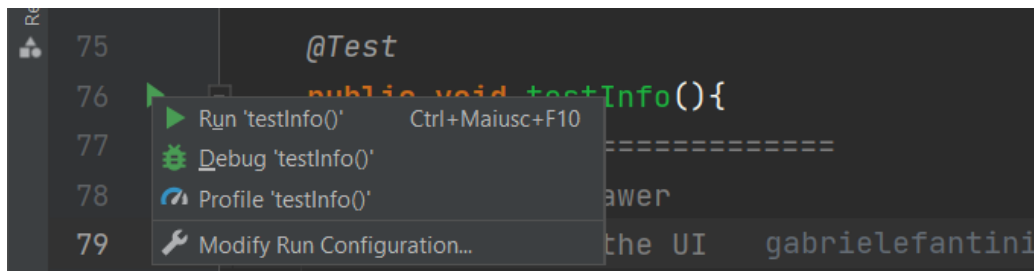 Re
75 @Test
76 public void testInfo(){
Run 'testInfo()' Ctrl+Maiusc+F10
77 =============
Debug 'testInfo()'
78 awer
Profile 'testInfo()'
79 the UI gabrielefantini
Modify Run Configuration...